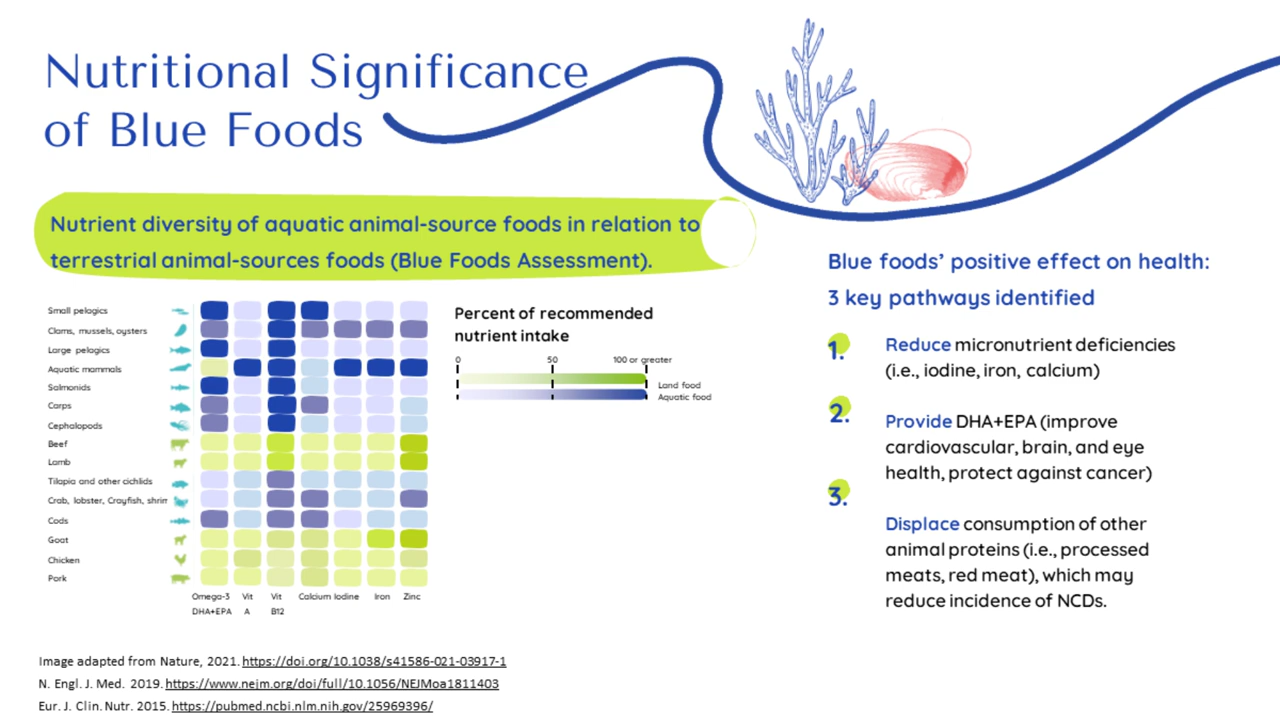 Nutritional Significance
of Blue Foods
Nutrient diversity of aquatic animal-source foods in relation to
terrestrial animal-sources foods (Blue Foods Assessment).
Small pelagics
Clams, mussels, oysters
Large pelagics
Aquatic mammals
Salmonids
Carps
Cephalopods
Beef
Lamb
Tilapia and other cichlids
Crab, lobster, Crayfish, shrim
Cods
Goat
Chicken
Pork
Omega-3 Vit Vit Calcium Iodine Iron Zinc
DHA+EPA A B12
Percent of recommended
nutrient intake
0 50 100 or greater
Land food
Aquatic food
Blue foods’ positive effect on health:
3 key pathways identified
1. Reduce micronutrient deficiencies
(i.e., iodine, iron, calcium)
2. Provide DHA+EPA (improve
cardiovascular, brain, and eye
health, protect against cancer)
3. Displace consumption of other
animal proteins (i.e., processed
meats, red meat), which may
reduce incidence of NCDs.
Image adapted from Nature, 2021. https://doi.org/10.1038/s41586-021-03917-1
N. Engl. J. Med. 2019. https://www.nejm.org/doi/full/10.1056/NEJMoa1811403
Eur. J. Clin. Nutr. 2015. https://pubmed.ncbi.nlm.nih.gov/25969396/